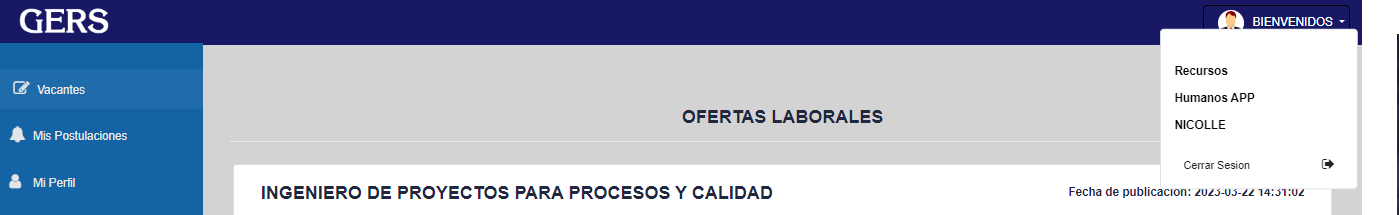 GERS
BIENVENIDOS
Recursos
Humanos APP
NICOLLE
Cerrar Sesion
Vacantes
Mis Postulaciones
Mi Perfil
OFERTAS LABORALES
INGENIERO DE PROYECTOS PARA PROCESOS Y CALIDAD
Fecha de publicación: 2023-03-22 14:31:02